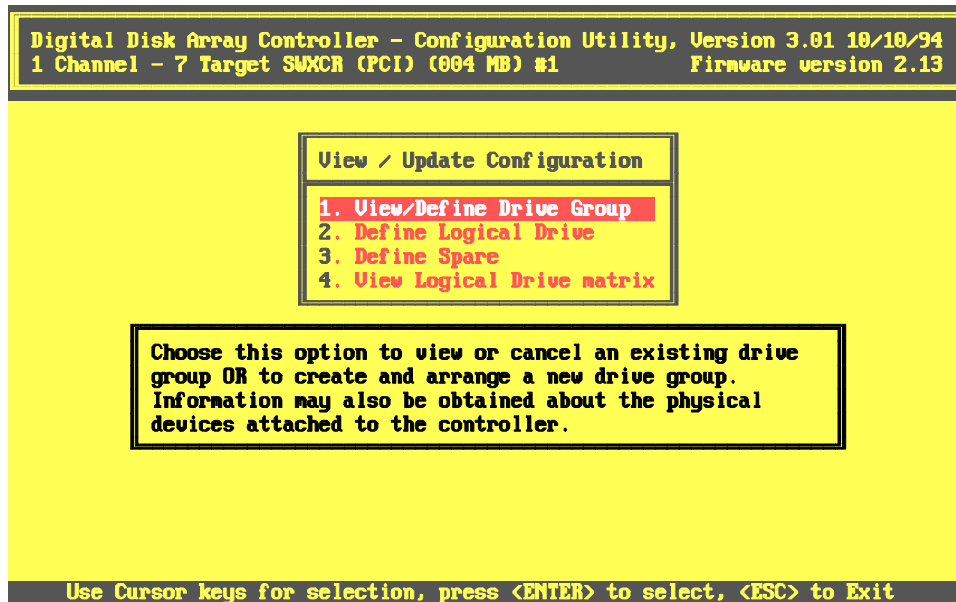 Digital Disk Array Controller - Configuration Utility, Version 3.01 10/10/94
1 Channel - 7 Target SWXCR (PCI) (004 MB) #1 Firmware version 2.13
View / Update Configuration
1. View/Define Drive Group
2. Define Logical Drive
3. Define Spare
4. View Logical Drive matrix
Choose this option to view or cancel an existing drive
group OR to create and arrange a new drive group.
Information may also be obtained about the physical
devices attached to the controller.
Use Cursor keys for selection, press <ENTER> to select, <ESC> to Exit